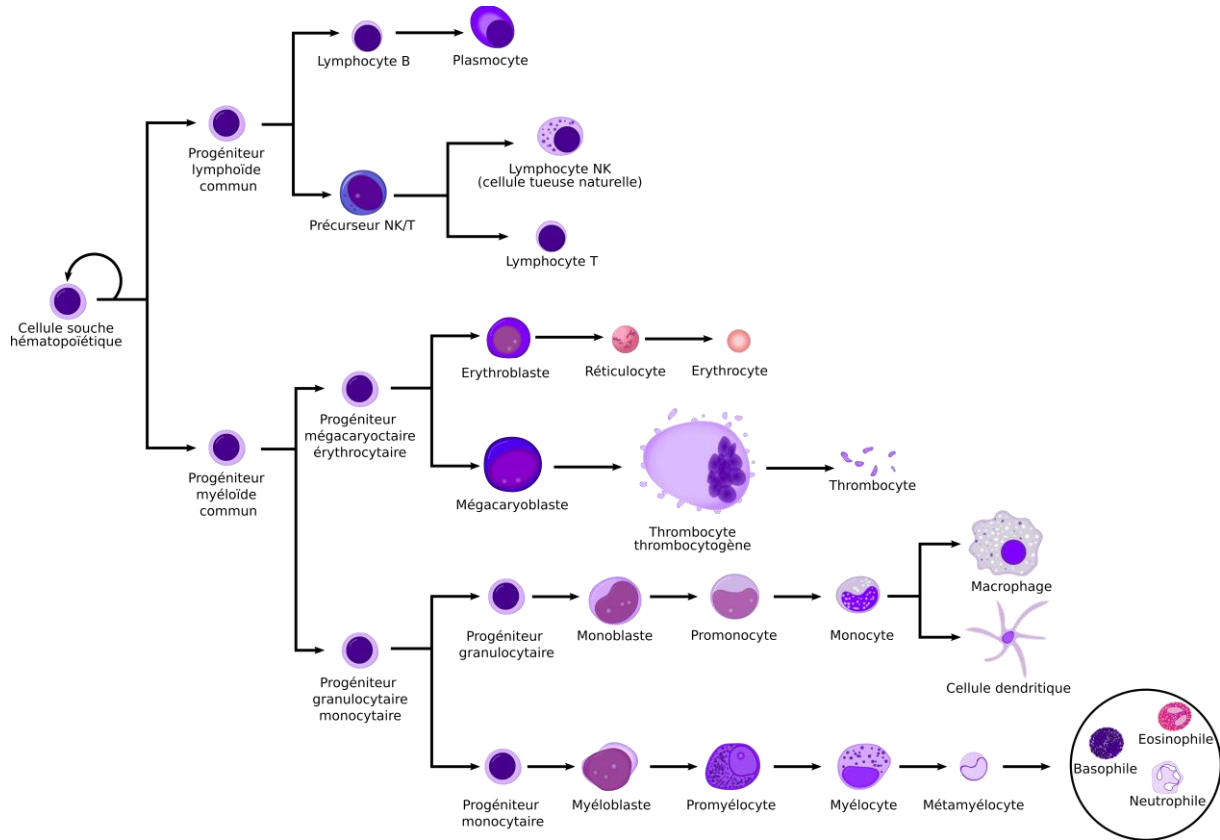 Lymphocyte B
Plasmocyte
Progéniteur
lymphoïde
commun
Lymphocyte NK
(cellule tueuse naturelle)
Précurseur NK/T
Lymphocyte T
Cellule souche
hématopoïétique
Erythroblaste
Réticulocyte
Erythrocyte
Progéniteur
mégacaryoctaire
érythrocytaire
Progéniteur
myéloïde
commun
Mégacaryoblaste
Thrombocyte
thrombocytogène
Thrombocyte
Macrophage
Progéniteur
granulocytaire
Monoblaste
Promonocyte
Monocyte
Progéniteur
granulocytaire
monocytaire
Cellule dendritique
Eosinophile
Basophile
Neutrophile
Progéniteur
monocytaire
Myéloblaste
Promyélocyte
Myélocyte
Métamyélocyte